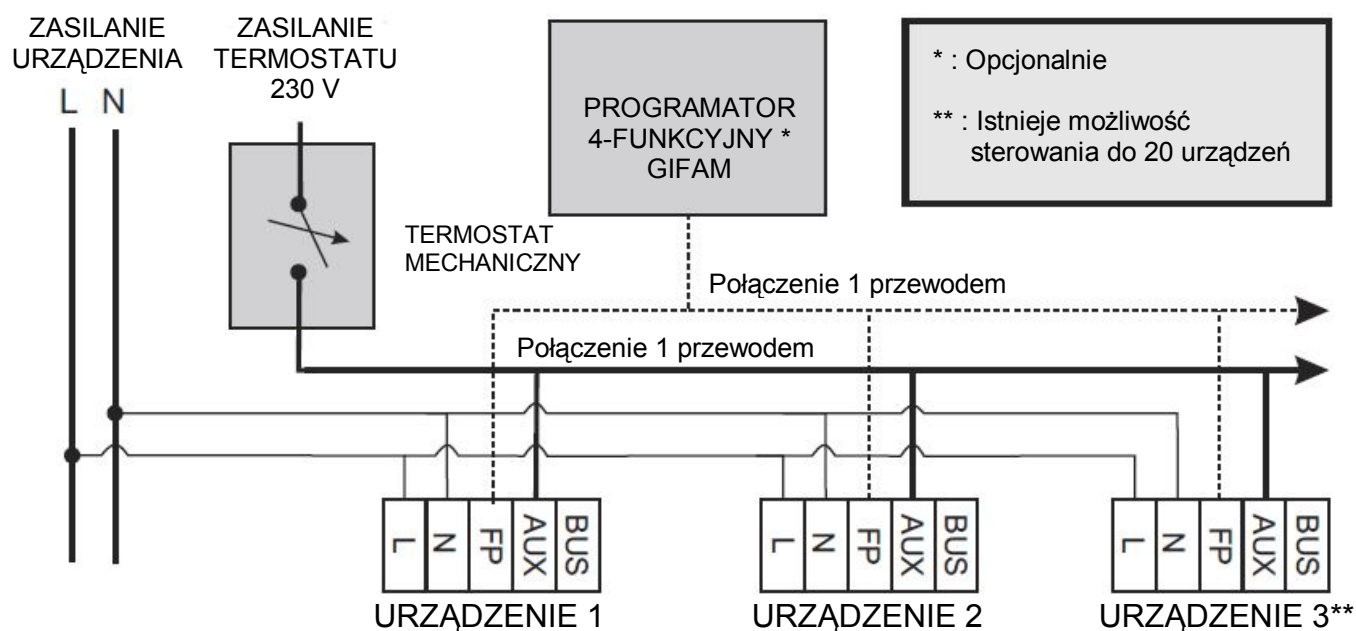 ZASILANIE
URZĄDZENIA
L N
ZASILANIE
TERMOSTATU
230 V
PROGRAMATOR
4-FUNKCYJNY *
GIFAM
* : Opcjonalnie
** : Istnieje możliwość
sterowania do 20 urządzeń
TERMOSTAT
MECHANICZNY
Połączenie 1 przewodem
Połączenie 1 przewodem
L N FP AUX BUS
L N FP AUX BUS
L N FP AUX BUS
URZĄDZENIE 1
URZĄDZENIE 2
URZĄDZENIE 3**